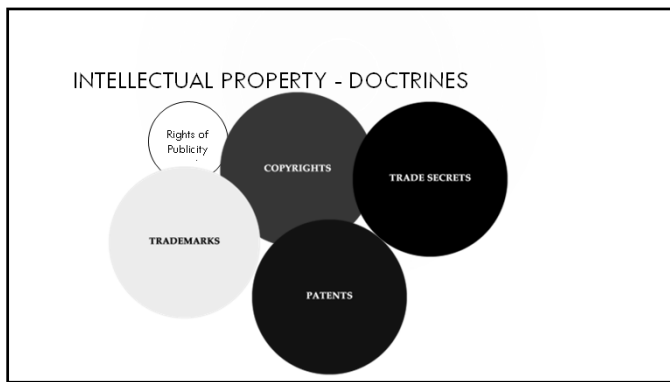 INTELLECTUAL PROPERTY - DOCTRINES
Rights of
Publicity
COPYRIGHTS
TRADE SECRETS
TRADEMARKS
PATENTS